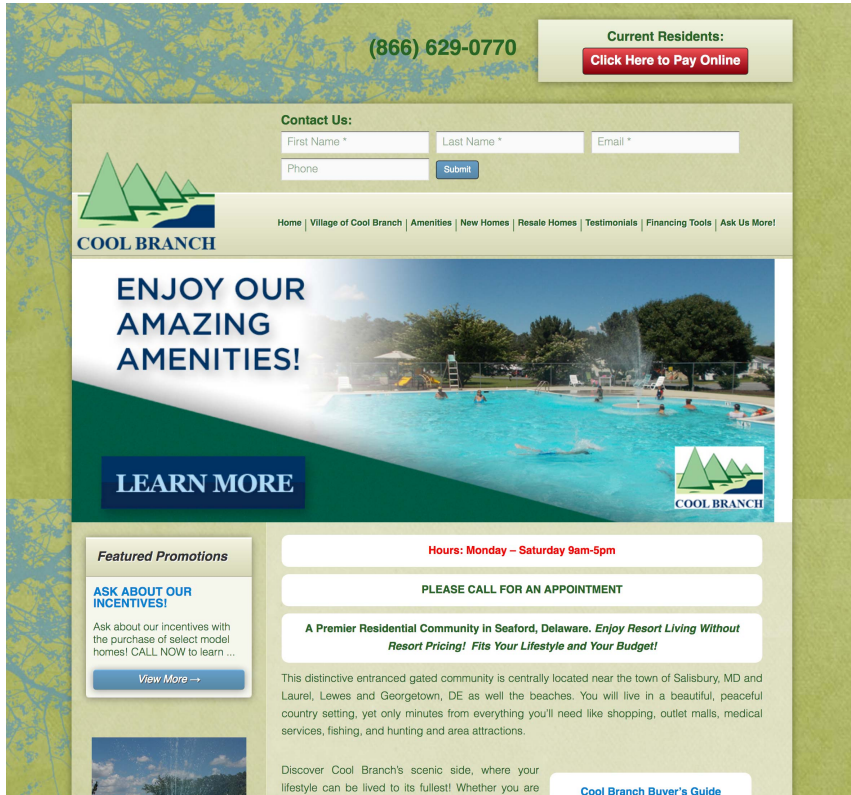 (866) 629-0770
Current Residents:
Click Here to Pay Online
Contact Us:
First Name *
Last Name *
Email *
Phone
Submit
COOL BRANCH
Home | Village of Cool Branch | Amenities | New Homes | Resale Homes | Testimonials | Financing Tools | Ask Us More!
ENJOY OUR
AMAZING
AMENITIES!
LEARN MORE
COOL BRANCH
Featured Promotions
ASK ABOUT OUR
INCENTIVES!
Ask about our incentives with
the purchase of select model
homes! CALL NOW to learn ...
View More →
Hours: Monday – Saturday 9am-5pm
PLEASE CALL FOR AN APPOINTMENT
A Premier Residential Community in Seaford, Delaware. Enjoy Resort Living Without
Resort Pricing!  Fits Your Lifestyle and Your Budget!
This distinctive entranced gated community is centrally located near the town of Salisbury, MD and
Laurel, Lewes and Georgetown, DE as well the beaches. You will live in a beautiful, peaceful
country setting, yet only minutes from everything you'll need like shopping, outlet malls, medical
services, fishing, and hunting and area attractions.
Discover Cool Branch's scenic side, where your
lifestyle can be lived to its fullest! Whether you are
Cool Branch Buyer's Guide